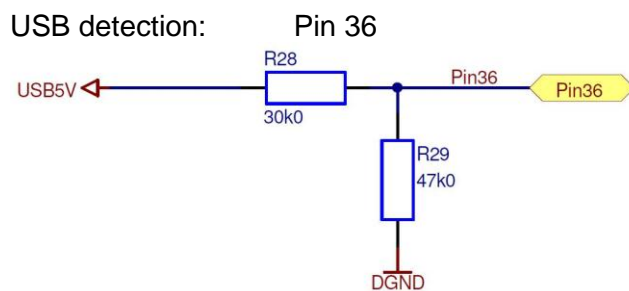 USB detection: Pin 36
R28
USB5V
Pin36
Pin36
30k0
R29
47k0
DGND